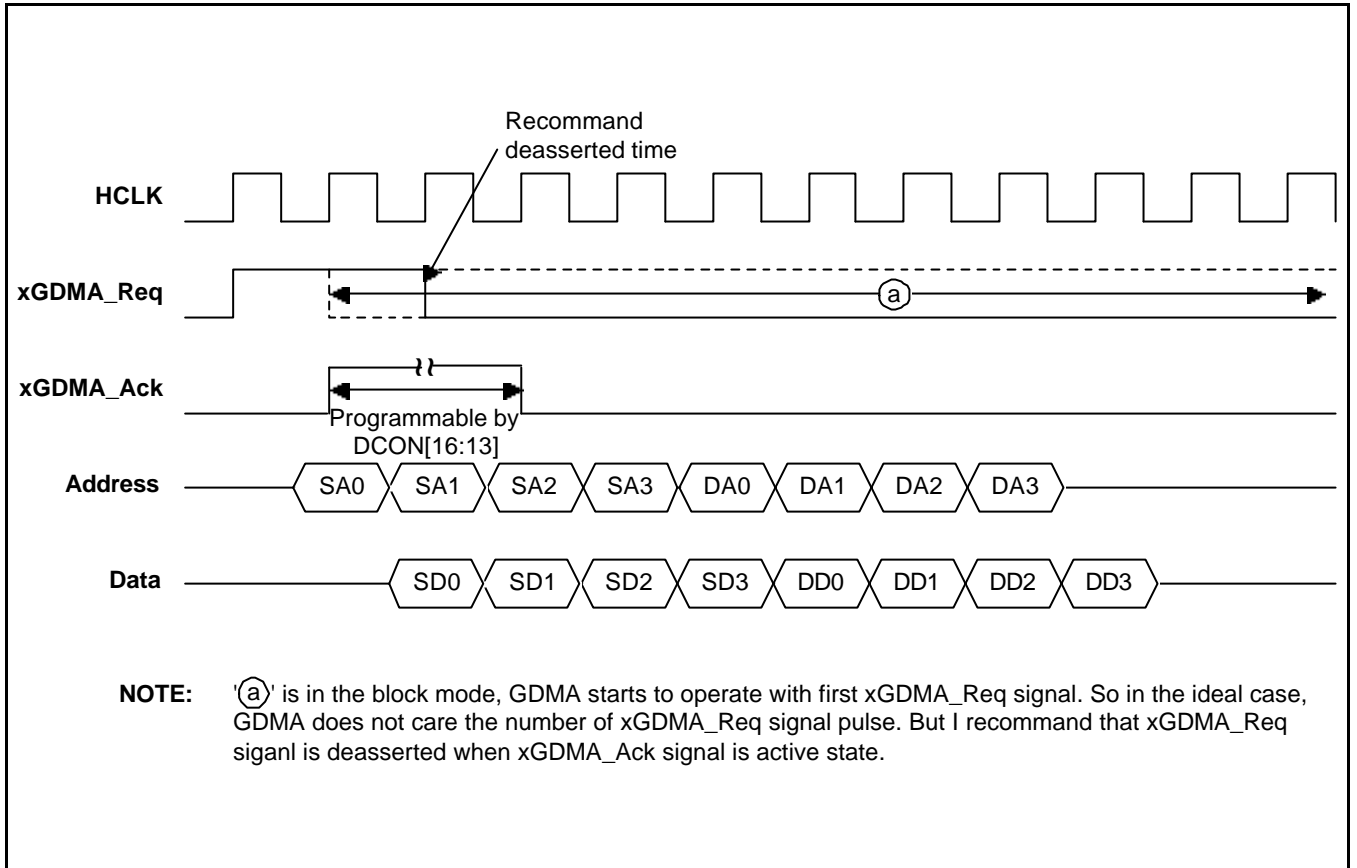 Recommand
deasserted time
HCLK
xGDMA_Req
a
xGDMA_Ack
Programmable by
DCON[16:13]
Address
SA0 SA1 SA2 SA3 DA0 DA1 DA2 DA3
Data
SD0 SD1 SD2 SD3 DD0 DD1 DD2 DD3
NOTE: 'ⓐ' is in the block mode, GDMA starts to operate with first xGDMA_Req signal. So in the ideal case,
GDMA does not care the number of xGDMA_Req signal pulse. But I recommand that xGDMA_Req
siganl is deasserted when xGDMA_Ack signal is active state.